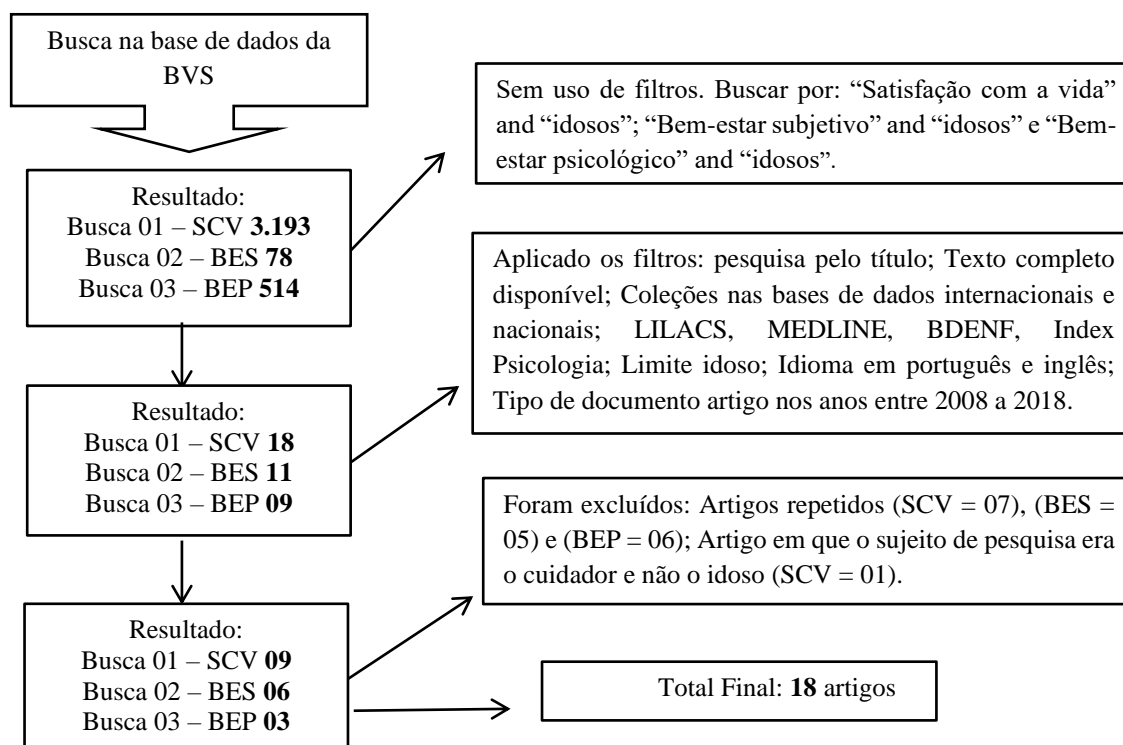 Busca na base de dados da
BVS
Sem uso de filtros. Buscar por: “Satisfação com a vida”
and “idosos”; “Bem-estar subjetivo” and “idosos” e “Bem-
estar psicológico” and “idosos”.
Resultado:
Busca 01 – SCV 3.193
Busca 02 – BES 78
Busca 03 – BEP 514
Aplicado os filtros: pesquisa pelo título; Texto completo
disponível; Coleções nas bases de dados internacionais e
nacionais; LILACS, MEDLINE, BDENF, Index
Psicologia; Limite idoso; Idioma em português e inglês;
Tipo de documento artigo nos anos entre 2008 a 2018.
Resultado:
Busca 01 – SCV 18
Busca 02 – BES 11
Busca 03 – BEP 09
Foram excluídos: Artigos repetidos (SCV = 07), (BES =
05) e (BEP = 06); Artigo em que o sujeito de pesquisa era
o cuidador e não o idoso (SCV = 01).
Resultado:
Busca 01 – SCV 09
Busca 02 – BES 06
Busca 03 – BEP 03
Total Final: 18 artigos